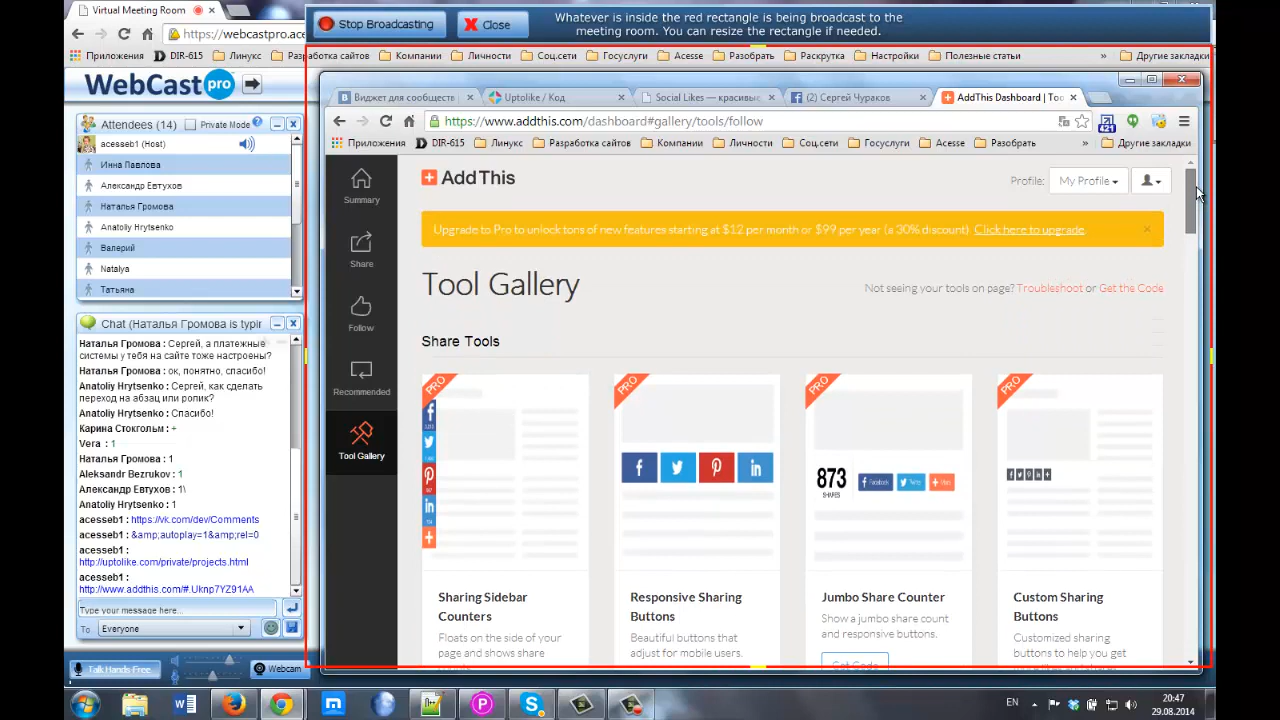 Virtual Meeting Room
https://webcastpro.ace
Приложения
DIR-615
Линукс
Разработка сайтов
Компании
Личности
Соц.сети
Госуслуги
Acesse
Разобрать
Раскрутка
Настройки
Полезные статьи
»
Другие закладки
Stop Broadcasting
Close
Whatever is inside the red rectangle is being broadcast to the
meeting room. You can resize the rectangle if needed.
WebCast pro
Attendees (14)
Private Mode
acesseb1 (Host)
Инна Павлова
Александр Евтухов
Наталья Громова
Anatoliy Hrytsenko
Валерий
Natalya
Татьяна
Chat (Наталья Громова is typir
Наталья Громова : Сергей, а платежные
системы у тебя на сайте тоже настроены?
Наталья Громова : ок, понятно, спасибо!
Anatoliy Hrytsenko : Сергей, как сделать
переход на абзац или ролик?
Anatoliy Hrytsenko : Спасибо!
Карина Стокгольм : +
Vera : 1
Наталья Громова : 1
Aleksandr Bezrukov : 1
Александр Евтухов : 1\
Anatoliy Hrytsenko : 1
acesseb1 : https://vk.com/dev/Comments
acesseb1 : &amp;autoplay=1&amp;rel=0
acesseb1 :
http://uptolike.com/private/projects.html
acesseb1 :
http://www.addthis.com/#.Uknp7YZ91AA
Type your message here...
To
Everyone
Talk Hands-Free
Webcam
Виджет для сообществ
Uptolike / Код
Social Likes — красивые
(2) Сергей Чураков
AddThis Dashboard | Too
https://www.addthis.com/dashboard#gallery/tools/follow
Приложения
DIR-615
Линукс
Разработка сайтов
Компании
Личности
Соц.сети
Госуслуги
Acesse
Разобрать
»
Другие закладки
Summary
Share
Follow
Recommended
Tool Gallery
AddThis
Profile:
My Profile
Upgrade to Pro to unlock tons of new features starting at $12 per month or $99 per year (a 30% discount) Click here to upgrade
Tool Gallery
Not seeing your tools on page? Troubleshoot or Get the Code
Share Tools
PRO
PRO
PRO
PRO
873
SHARES
Facebook
Sharing Sidebar
Counters
Floats on the side of your
page and shows share
Responsive Sharing
Buttons
Beautiful buttons that
adjust for mobile users.
Jumbo Share Counter
Show a jumbo share count
and responsive buttons.
Get Code
Custom Sharing
Buttons
Customized sharing
buttons to help you get
EN
20:47
29.08.2014